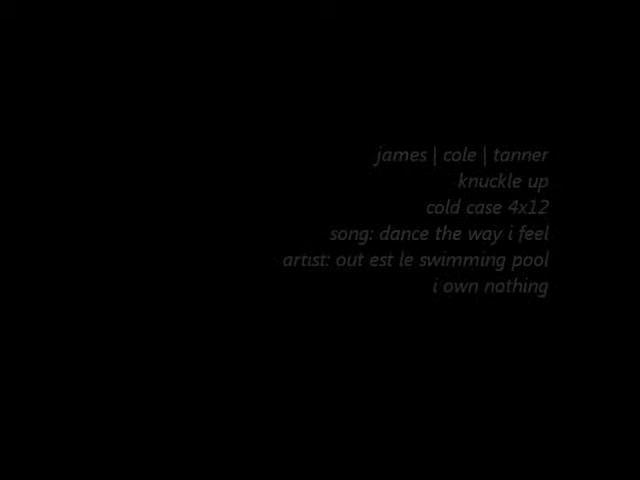 james | cole | tanner
knuckle up
cold case 4x12
song: dance the way i feel
artist: out est le swimming pool
i own nothing